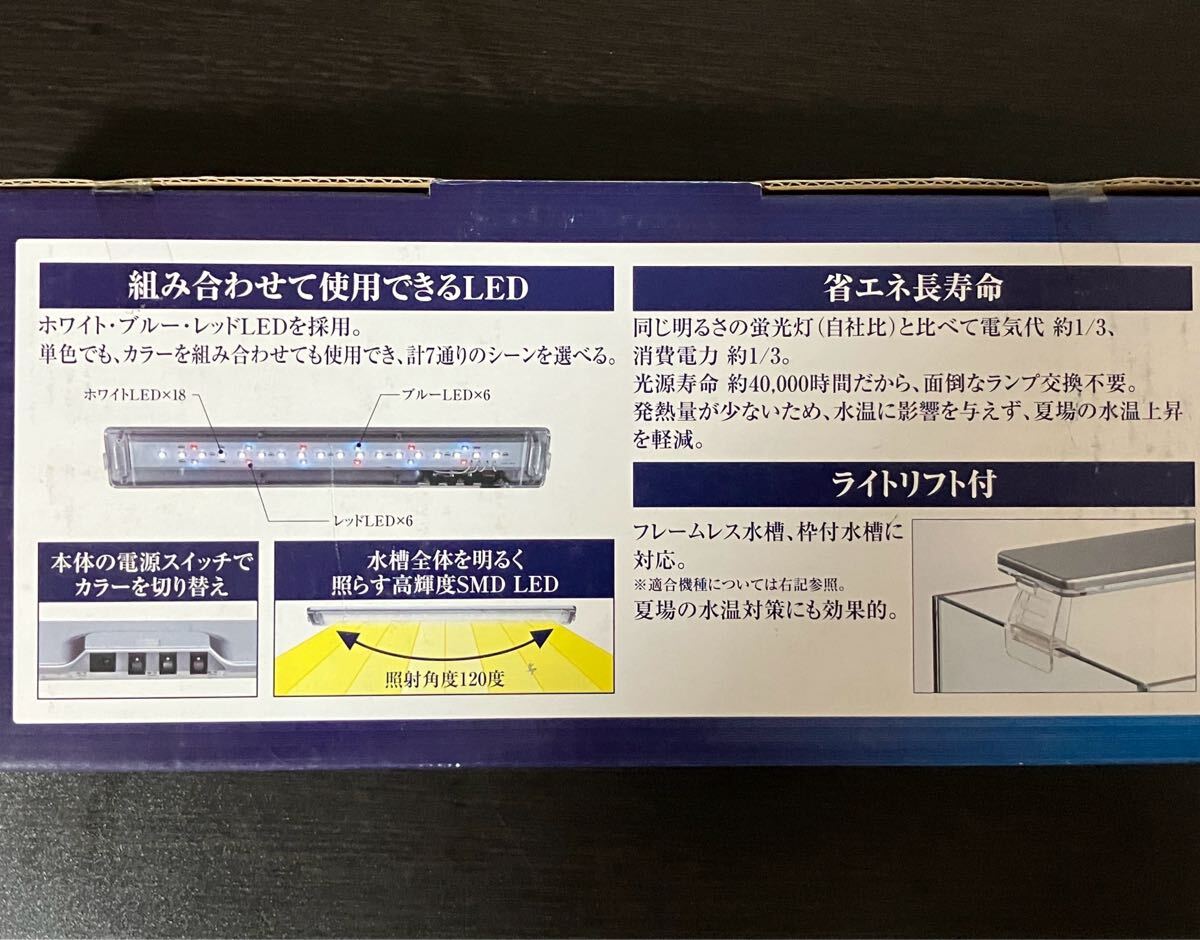 組み合わせて使用できるLED
ホワイト・ブルー・レッドLEDを採用。
単色でも、カラーを組み合わせても使用でき、計7通りのシーンを選べる。
ホワイトLED×18
ブルーLED×6
レッドLED×6
本体の電源スイッチで
カラーを切り替え
水槽全体を明るく
照らす高輝度SMD LED
照射角度120度
省エネ長寿命
同じ明るさの蛍光灯(自社比)と比べて電気代 約1/3、
消費電力 約1/3。
光源寿命 約40,000時間だから、面倒なランプ交換不要。
発熱量が少ないため、水温に影響を与えず、夏場の水温上昇
を軽減。
ライトリフト付
フレームレス水槽、枠付水槽に
対応。
※適合機種については右記参照。
夏場の水温対策にも効果的。